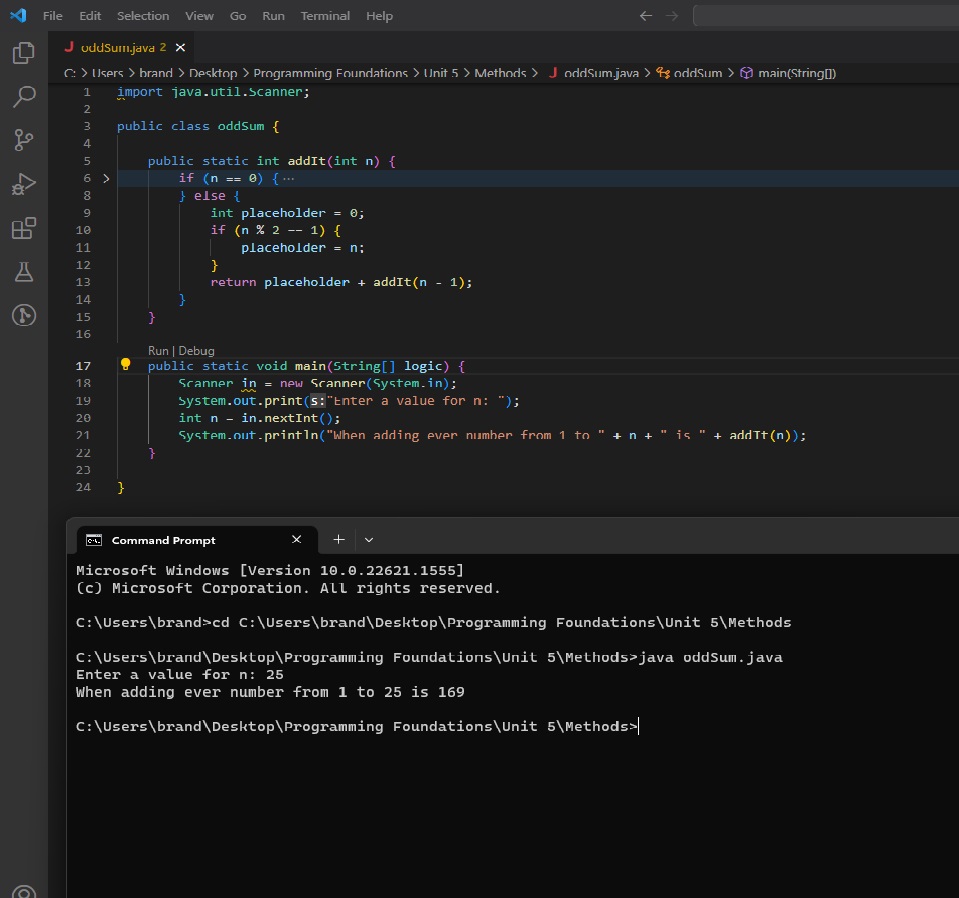 File Edit Selection View Go Run Terminal Help
J oddSum.java 2
C: > Users > brand > Desktop > Programming Foundations > Unit 5 > Methods > J oddSum.java > oddSum > main(String[])
1 import java.util.Scanner;
2
3 public class oddSum {
4
5 public static int addIt(int n) {
6 if (n == 0) { ...
8 } else {
9 int placeholder = 0;
10 if (n % 2 == 1) {
11 placeholder = n;
12 }
13 return placeholder + addIt(n - 1);
14 }
15 }
16
Run | Debug
17 public static void main(String[] logic) {
18 Scanner in = new Scanner(System.in);
19 System.out.print(s:"Enter a value for n: ");
20 int n = in.nextInt();
21 System.out.println("When adding ever number from 1 to " + n + " is " + addIt(n));
22 }
23
24 }
Command Prompt
Microsoft Windows [Version 10.0.22621.1555]
(c) Microsoft Corporation. All rights reserved.
C:\Users\brand>cd C:\Users\brand\Desktop\Programming Foundations\Unit 5\Methods
C:\Users\brand\Desktop\Programming Foundations\Unit 5\Methods>java oddSum.java
Enter a value for n: 25
When adding ever number from 1 to 25 is 169
C:\Users\brand\Desktop\Programming Foundations\Unit 5\Methods>